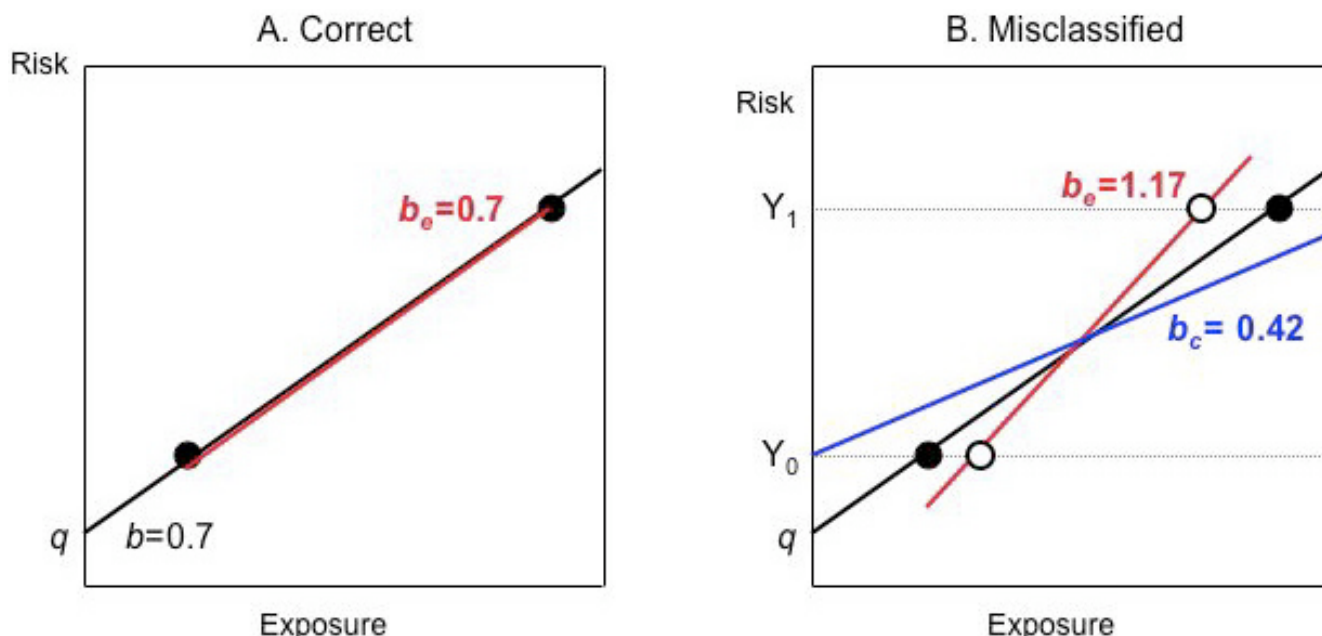 A. Correct
Risk
b_e=0.7
q
b=0.7
Exposure
B. Misclassified
Risk
b_e=1.17
Y_1
b_c= 0.42
Y_0
q
Exposure